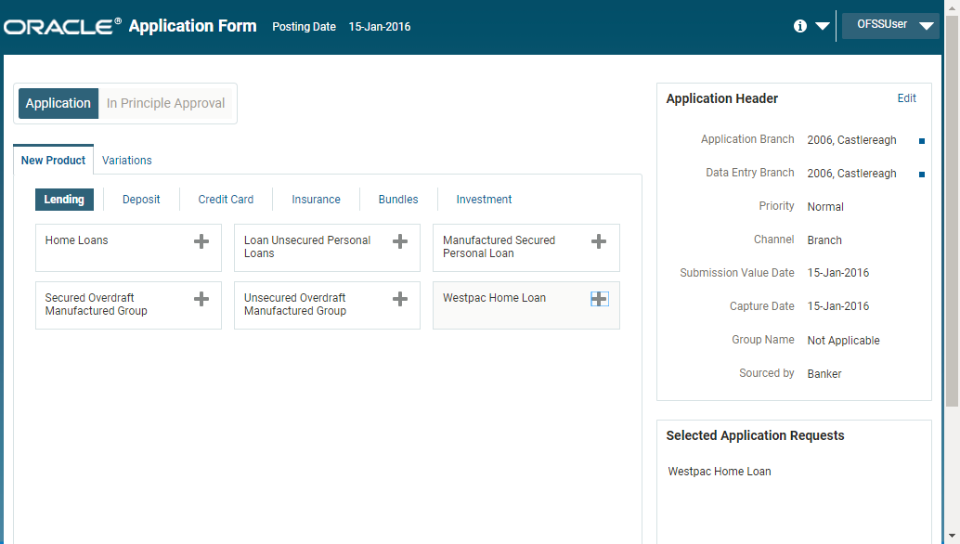 ORACLE® Application Form Posting Date 15-Jan-2016
OFSSUser
Application In Principle Approval
New Product Variations
Lending Deposit Credit Card Insurance Bundles Investment
Home Loans
Loan Unsecured Personal
Loans
Manufactured Secured
Personal Loan
Secured Overdraft
Manufactured Group
Unsecured Overdraft
Manufactured Group
Westpac Home Loan
Application Header Edit
Application Branch 2006, Castlereagh
Data Entry Branch 2006, Castlereagh
Priority Normal
Channel Branch
Submission Value Date 15-Jan-2016
Capture Date 15-Jan-2016
Group Name Not Applicable
Sourced by Banker
Selected Application Requests
Westpac Home Loan